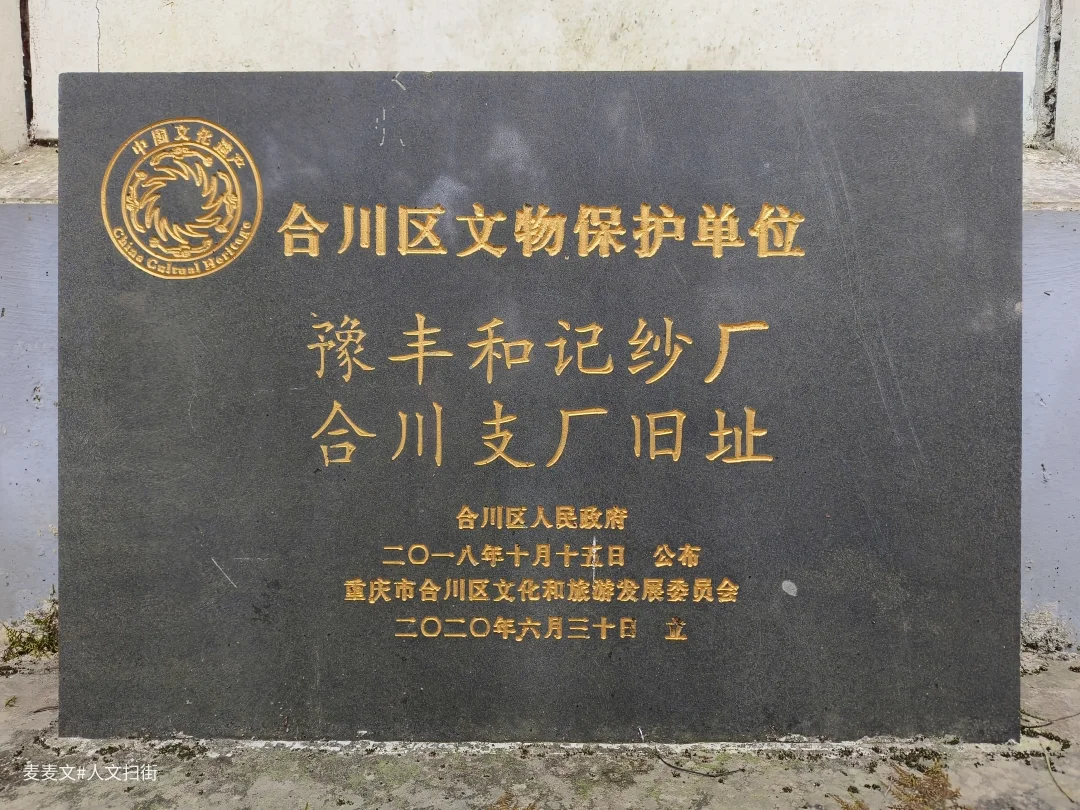 中国文化遗产
China Cultural Heritage
合川区文物保护单位
豫丰和记纱厂
合川支厂旧址
合川区人民政府
二〇一八年十月十五日 公布
重庆市合川区文化和旅游发展委员会
二〇二〇年六月三十日 立
麦麦文#人文扫街